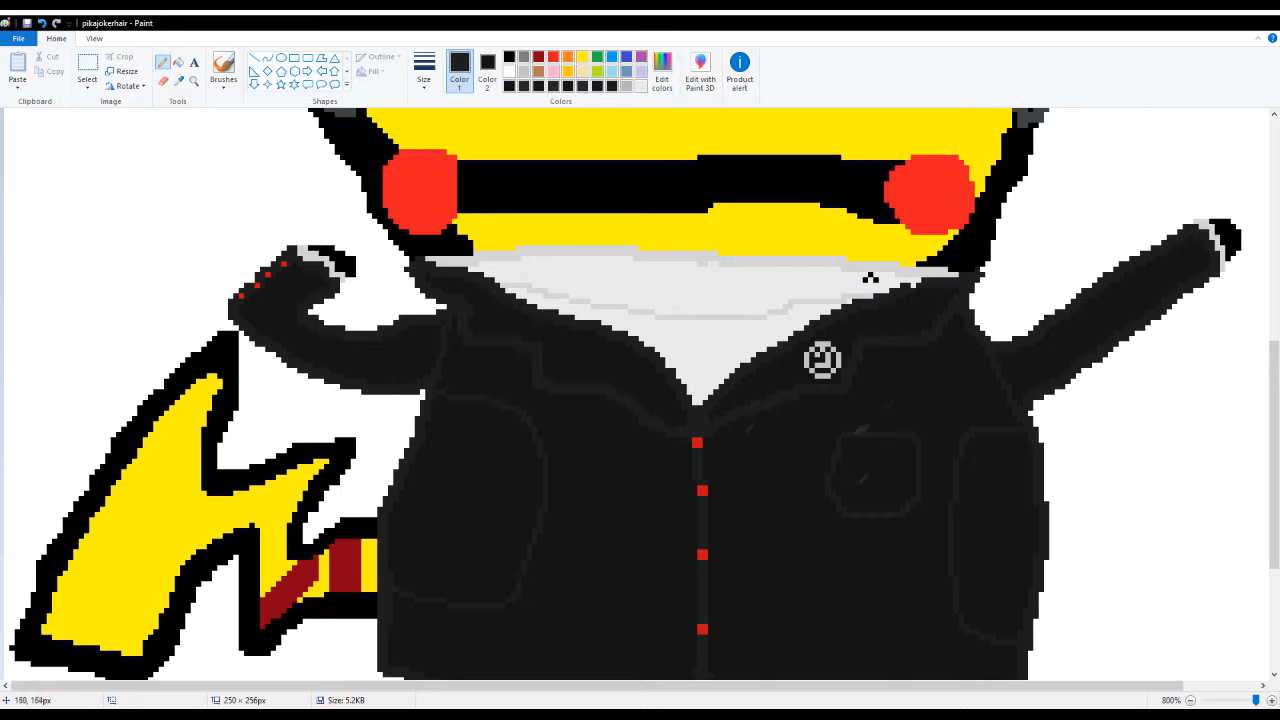 pikajokerhair - Paint
File Home View
Paste Cut Copy Select Crop Resize Rotate Brushes Outline Fill Size Color 1 Color 2 Edit colors Edit with Paint 3D Product alert
Clipboard Image Tools Shapes Colors
160, 164px 250 × 256px Size: 5.2KB 800%